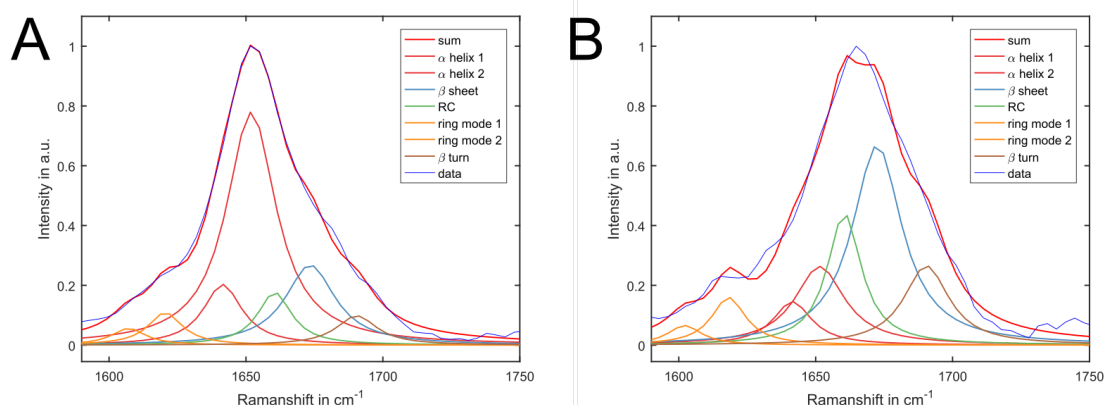 A
Intensity in a.u.
1
0.8
0.6
0.4
0.2
0
1600
1650
1700
1750
Ramanshift in cm⁻¹
sum
α helix 1
α helix 2
β sheet
RC
ring mode 1
ring mode 2
β turn
data
B
Intensity in a.u.
1
0.8
0.6
0.4
0.2
0
1600
1650
1700
1750
Ramanshift in cm⁻¹
sum
α helix 1
α helix 2
β sheet
RC
ring mode 1
ring mode 2
β turn
data